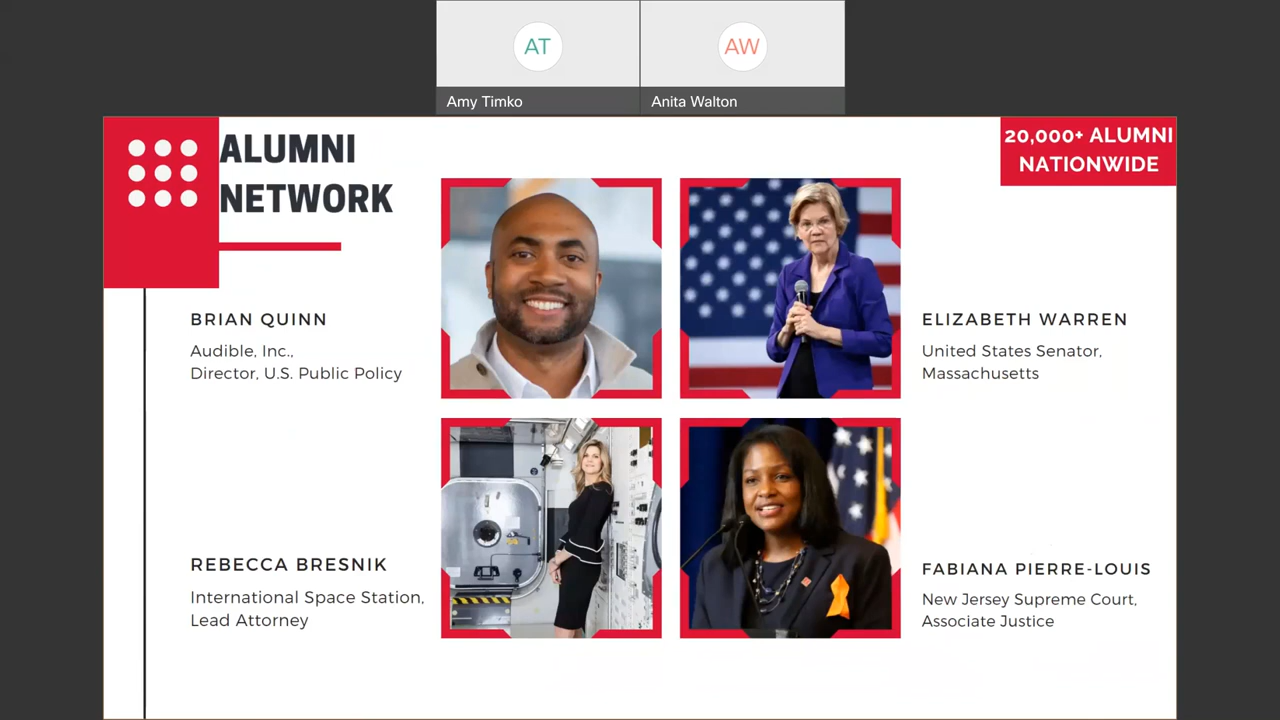 AT
AW
Amy Timko
Anita Walton
ALUMNI
NETWORK
20,000+ ALUMNI
NATIONWIDE
BRIAN QUINN
Audible, Inc.,
Director, U.S. Public Policy
ELIZABETH WARREN
United States Senator,
Massachusetts
REBECCA BRESNIK
International Space Station,
Lead Attorney
FABIANA PIERRE-LOUIS
New Jersey Supreme Court,
Associate Justice